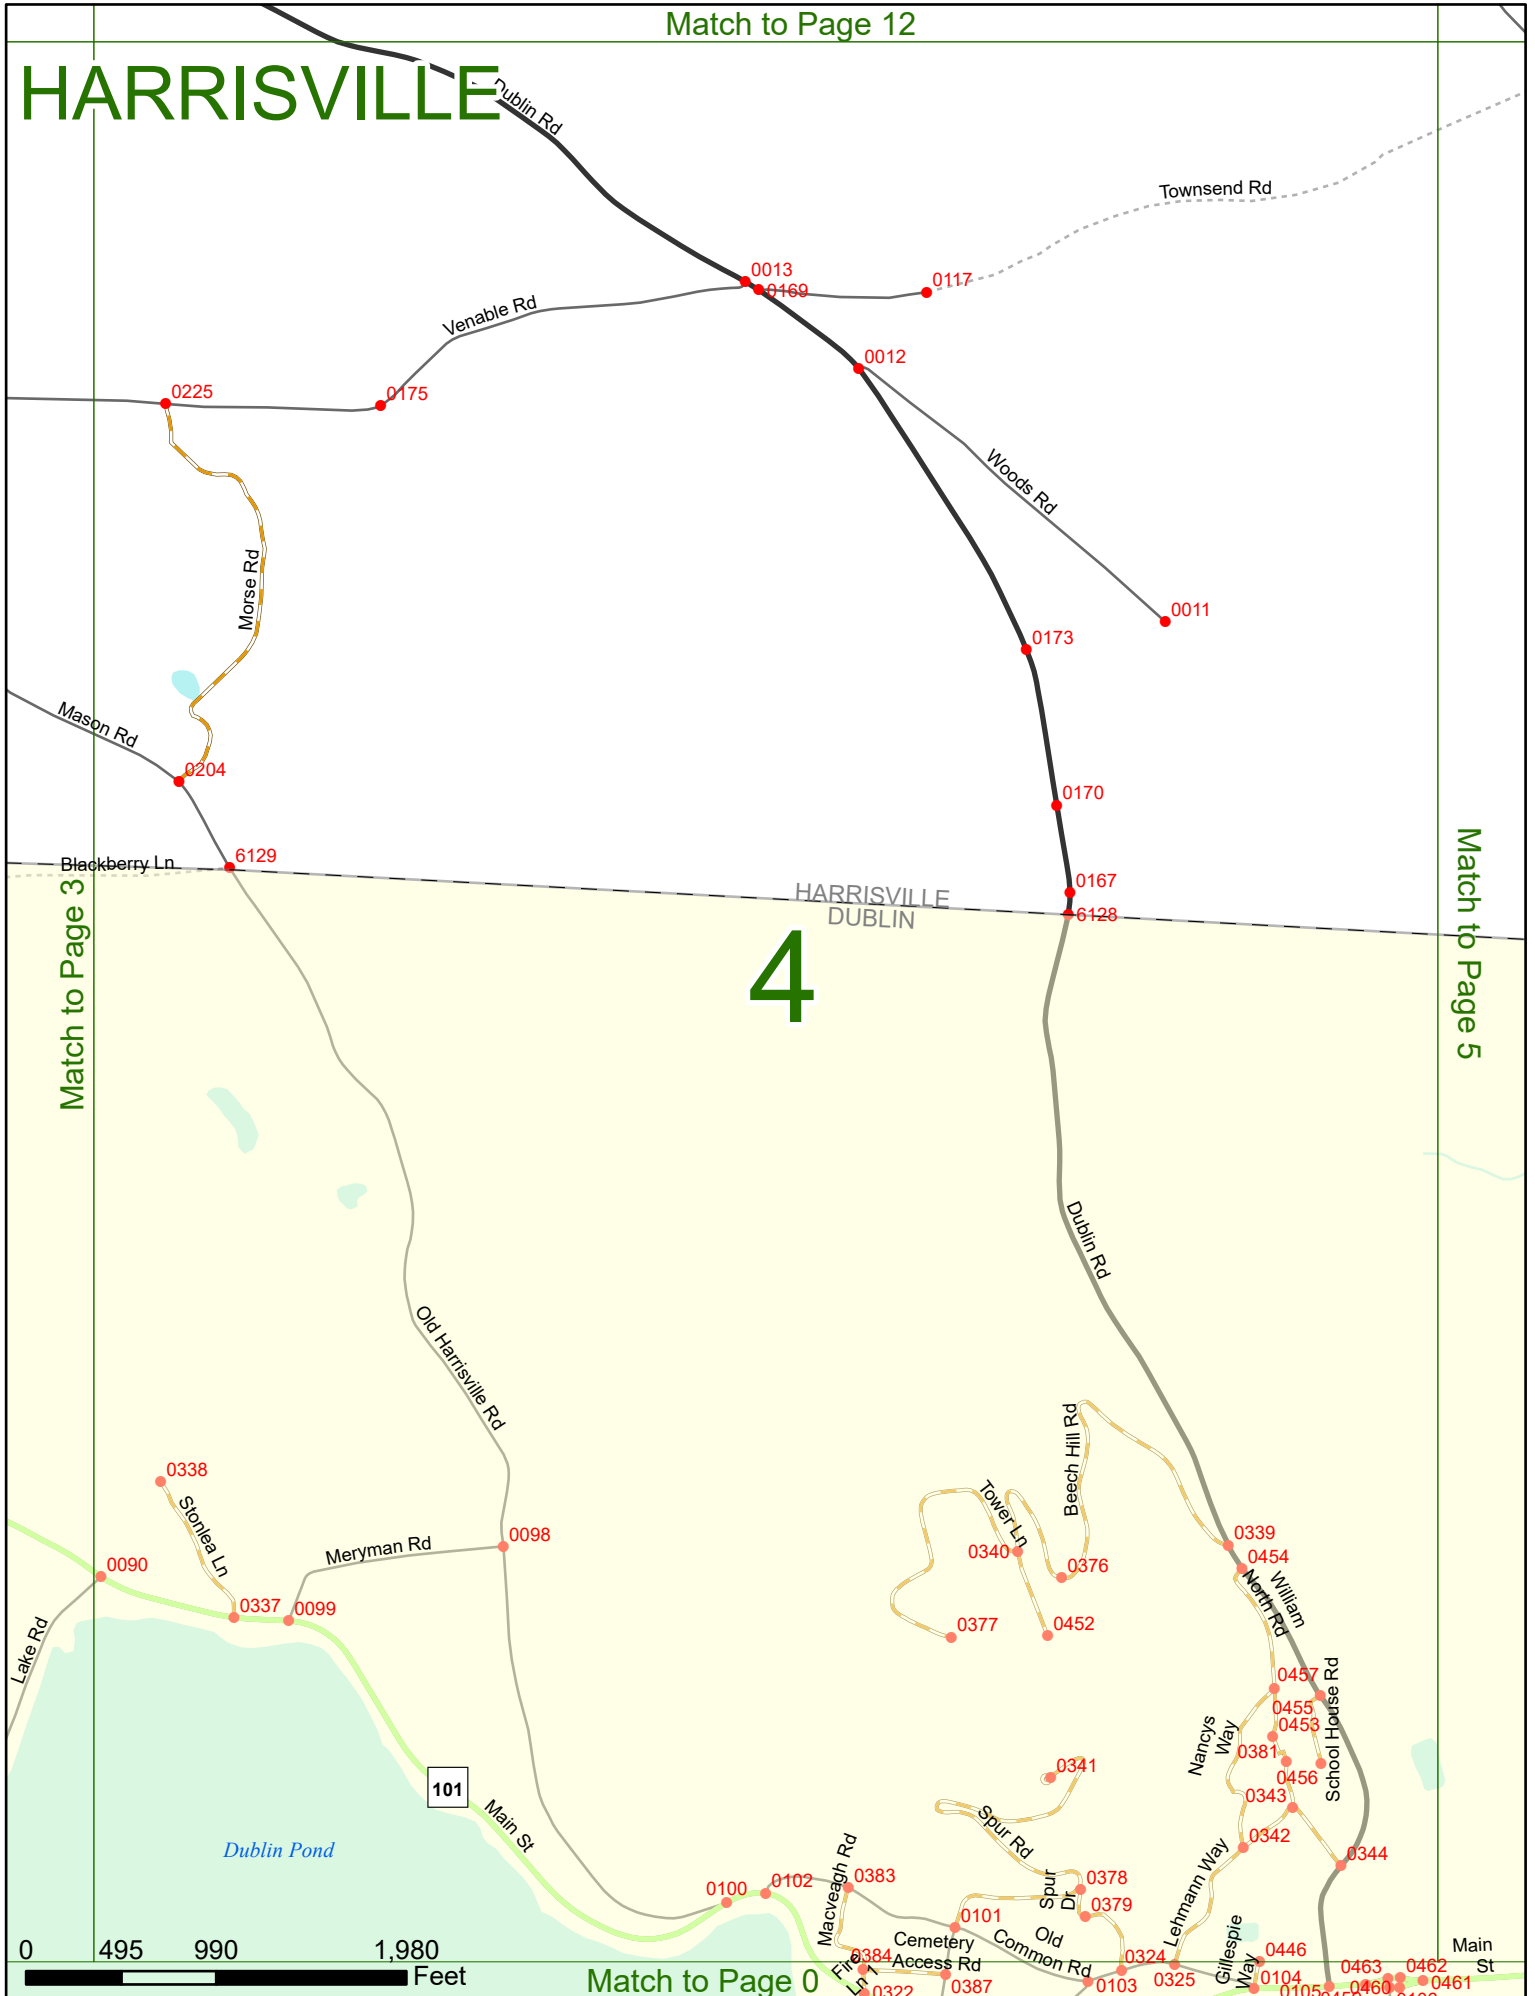 Match to Page 12
HARRISVILLE
Dublin Rd
Townsend Rd
0013
0169
0117
Venable Rd
0012
0225
0175
Woods Rd
Morse Rd
0011
0173
Mason Rd
0204
0170
6129
Blackberry Ln
0167
6128
HARRISVILLE
DUBLIN
4
Match to Page 3
Match to Page 5
Dublin Rd
Old Harrisville Rd
Beech Hill Rd
0338
Stonlea Ln
Tower Ln
0098
Meryman Rd
0339
0340
0454
0090
0376
William
North Rd
0337
0099
0377
0452
Lake Rd
0457
0455
School House Rd
Nancys
Way
0453
0381
0341
0456
101
0343
Main St
Spur Rd
Dublin Pond
0342
0344
Macveagh Rd
Lehmann Way
0383
0378
0102
0100
Spur
Dr
0379
0101
Old
Common Rd
Cemetery
Access Rd
Gillespie
Way
Main
St
0 495 990 1,980
Feet
0384
Fire
Ln 1
0324
0446
0463
0462
0325
0387
0103
0104
0105
0460
0461
0322
Match to Page 0